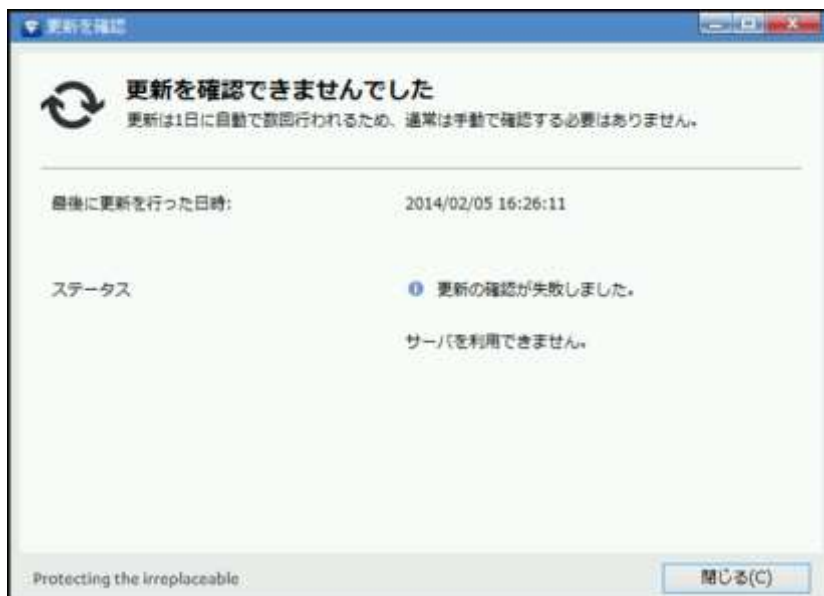 更新を確認
更新を確認できませんでした
更新は1日に自動で数回行われるため、通常は手動で確認する必要はありません。
最後に更新を行った日時: 2014/02/05 16:26:11
ステータス 更新の確認が失敗しました。
サーバを利用できません。
Protecting the irreplaceable 閉じる(C)